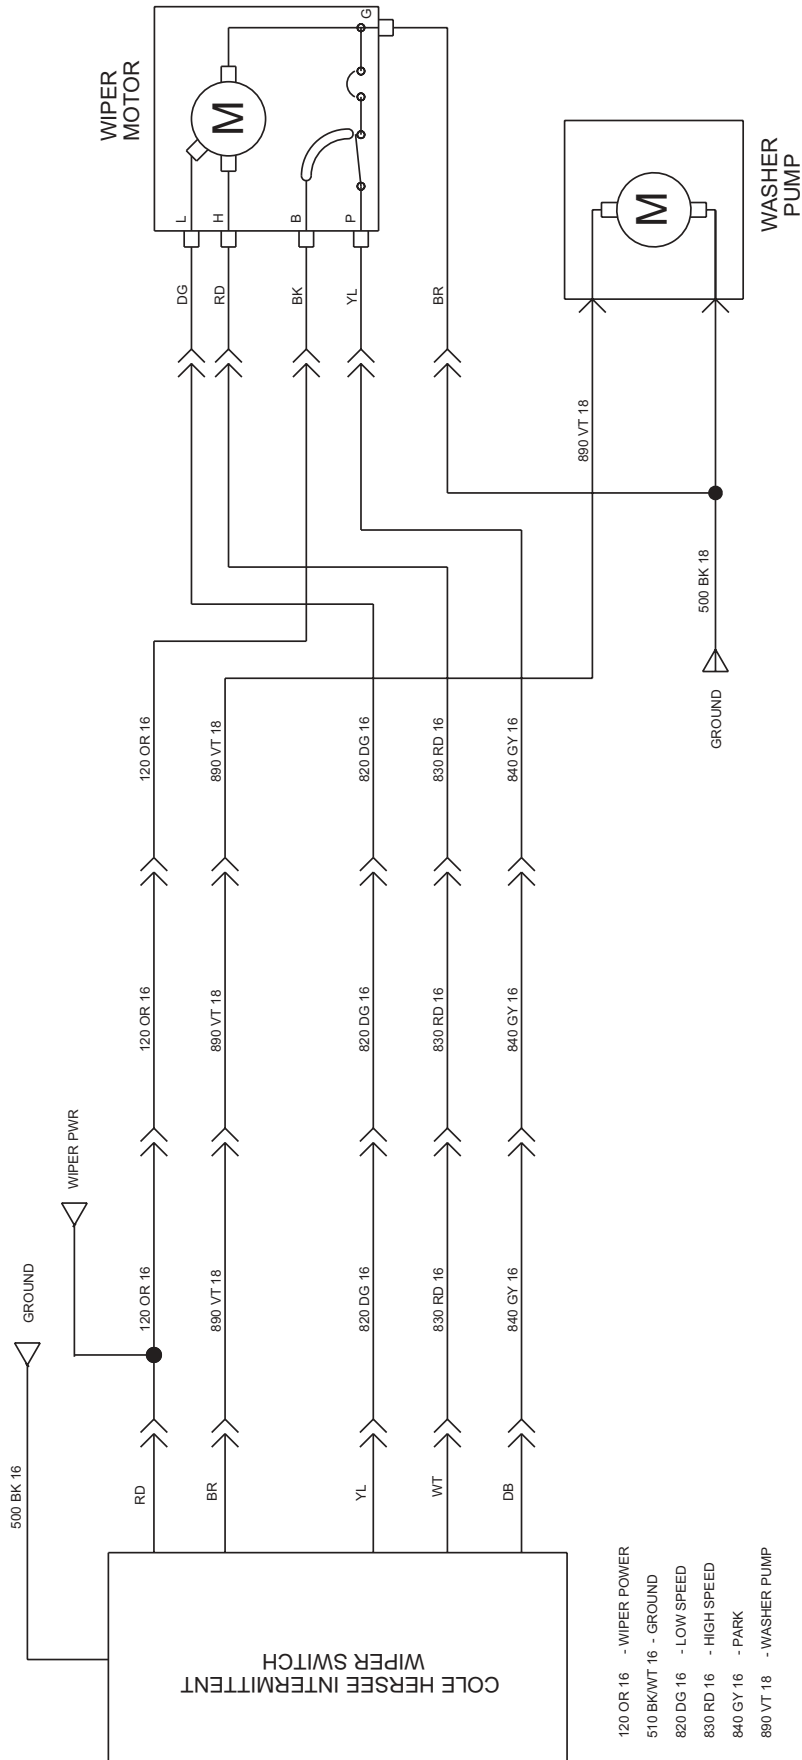 WIPER
MOTOR
M
G
L
H
B
P
DG
RD
BK
YL
BR
M
WASHER
PUMP
890 VT 18
500 BK 18
GROUND
120 OR 16
890 VT 18
820 DG 16
830 RD 16
840 GY 16
120 OR 16
890 VT 18
820 DG 16
830 RD 16
840 GY 16
WIPER PWR
GROUND
120 OR 16
890 VT 18
820 DG 16
830 RD 16
840 GY 16
500 BK 16
RD
BR
YL
WT
DB
COLE HERSEE INTERMITTENT
WIPER SWITCH
120 OR 16 - WIPER POWER
510 BK/WT 16 - GROUND
820 DG 16 - LOW SPEED
830 RD 16 - HIGH SPEED
840 GY 16 - PARK
890 VT 18 - WASHER PUMP